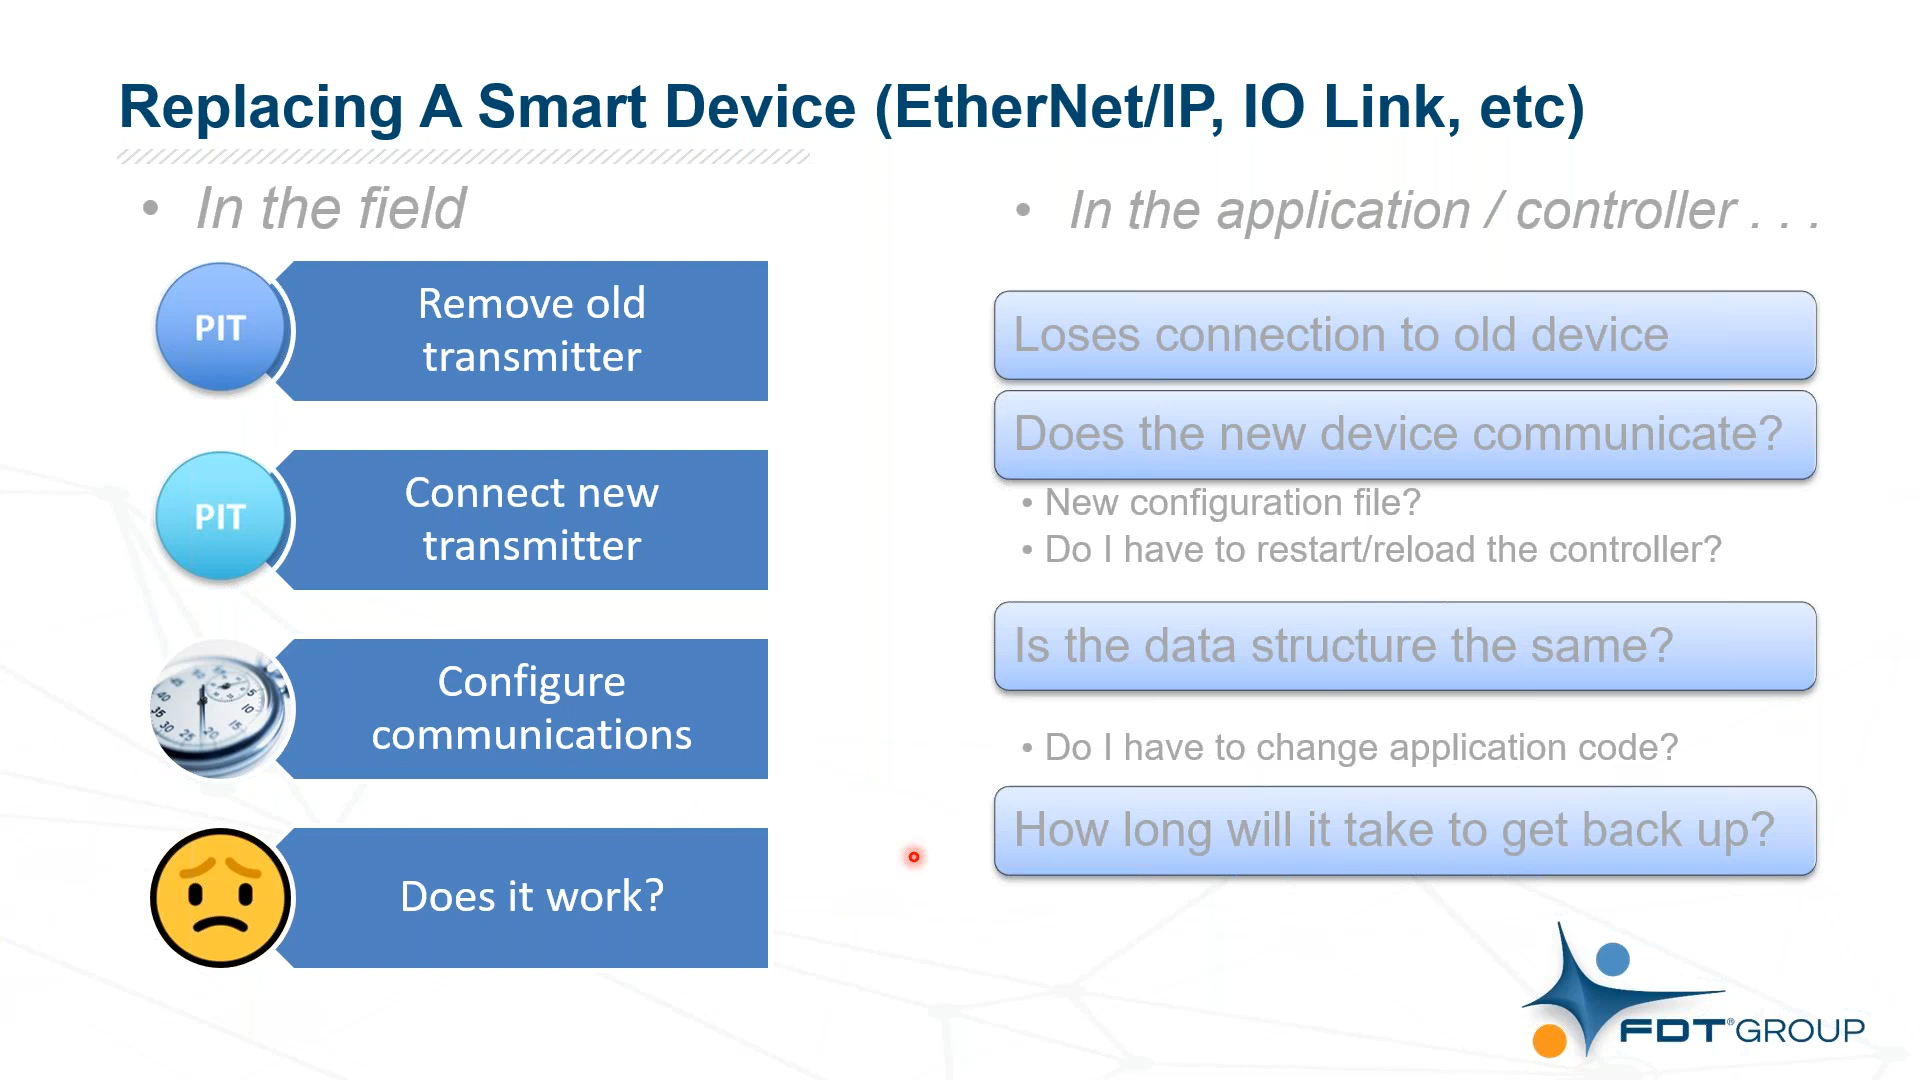 Replacing A Smart Device (EtherNet/IP, IO Link, etc)
• In the field
PIT
Remove old
transmitter
PIT
Connect new
transmitter
Configure
communications
Does it work?
• In the application / controller . . .
Loses connection to old device
Does the new device communicate?
• New configuration file?
• Do I have to restart/reload the controller?
Is the data structure the same?
• Do I have to change application code?
How long will it take to get back up?
FDT® GROUP